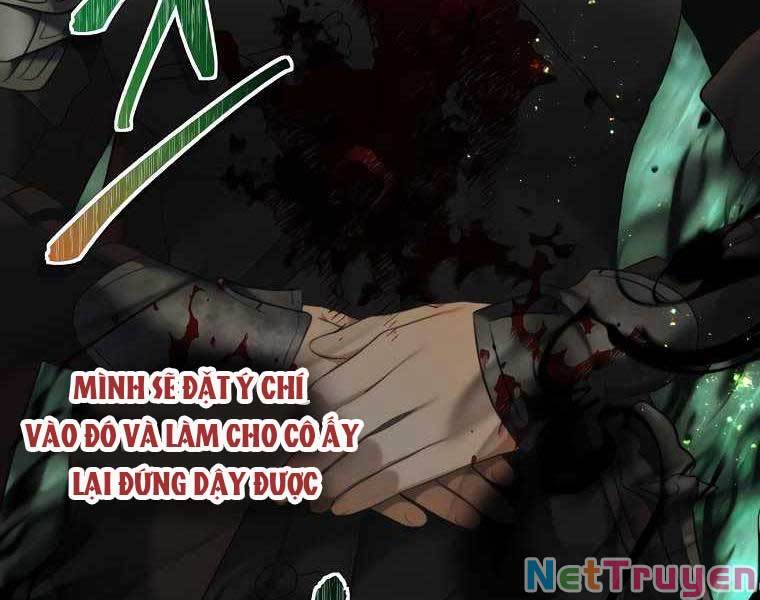 MÌNH SẼ ĐẶT Ý CHÍ
VÀO ĐÓ VÀ LÀM CHO CÔ ẤY
LẠI ĐỨNG DẬY ĐƯỢC
NetTruyen